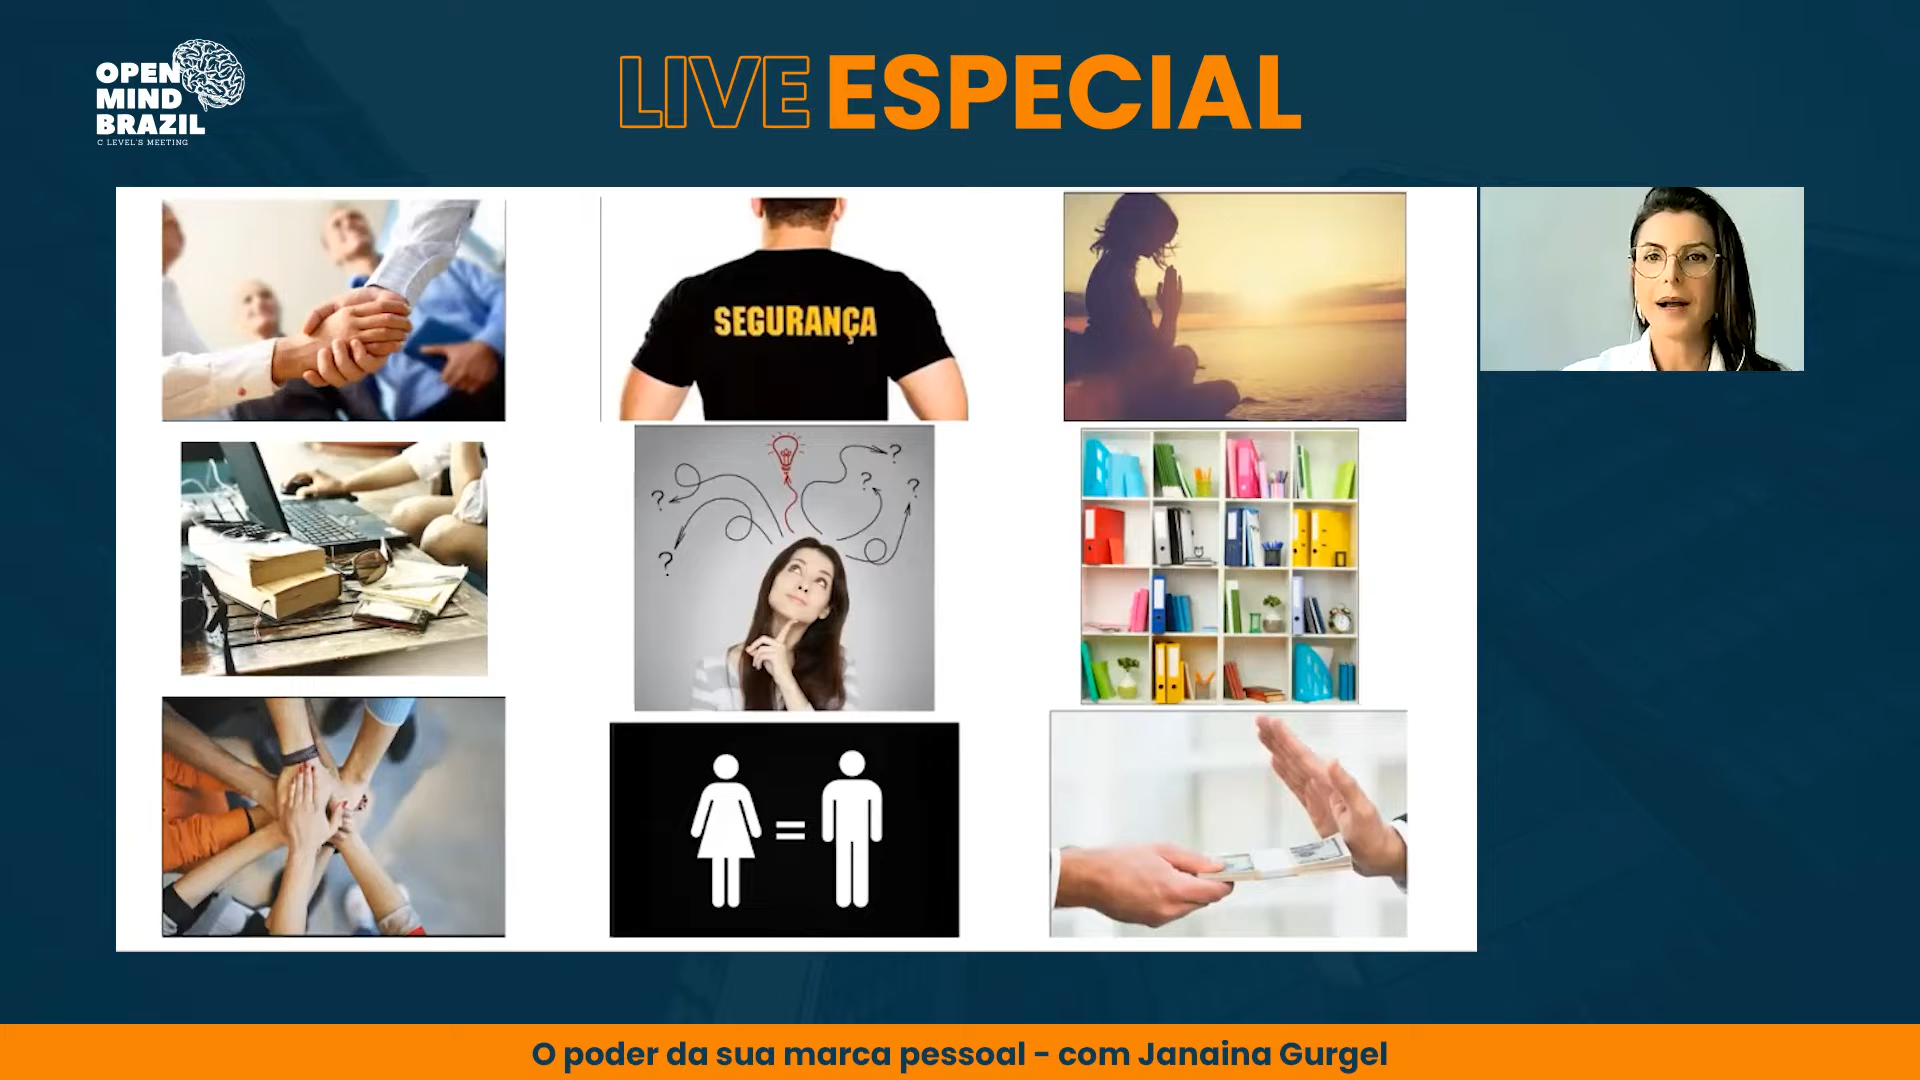 OPEN
MIND
BRAZIL
C LEVEL'S MEETING
LIVE ESPECIAL
SEGURANÇA
? ? ? ? ?
=
O poder da sua marca pessoal - com Janaina Gurgel